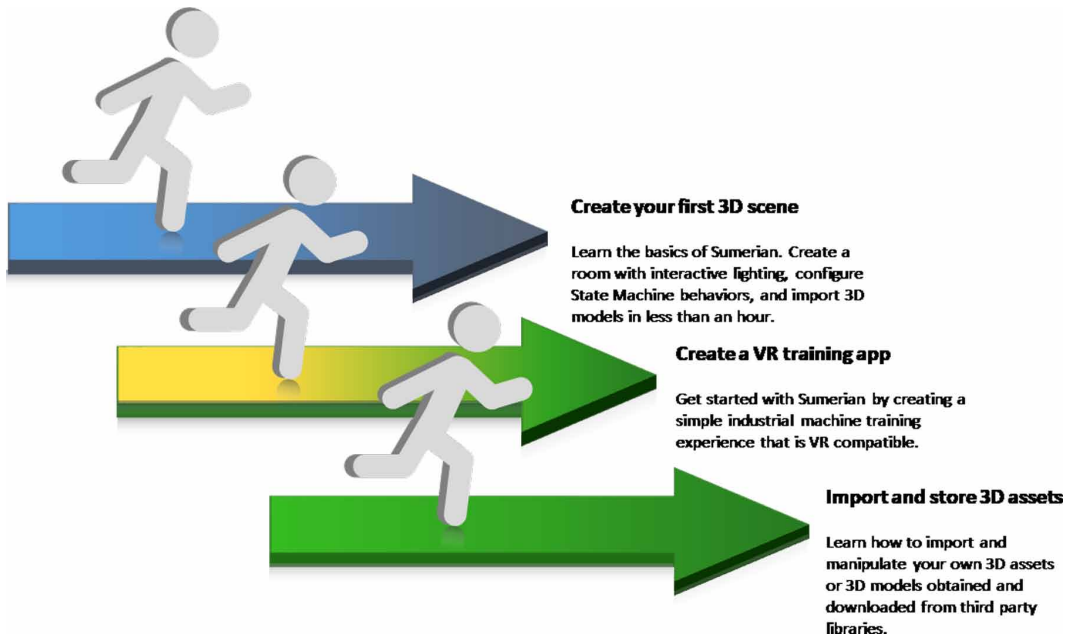 Create your first 3D scene
Learn the basics of Sumerian. Create a
room with interactive lighting, configure
State Machine behaviors, and import 3D
models in less than an hour.
Create a VR training app
Get started with Sumerian by creating a
simple industrial machine training
experience that is VR compatible.
Import and store 3D assets
Learn how to import and
manipulate your own 3D assets
or 3D models obtained and
downloaded from third party
libraries.